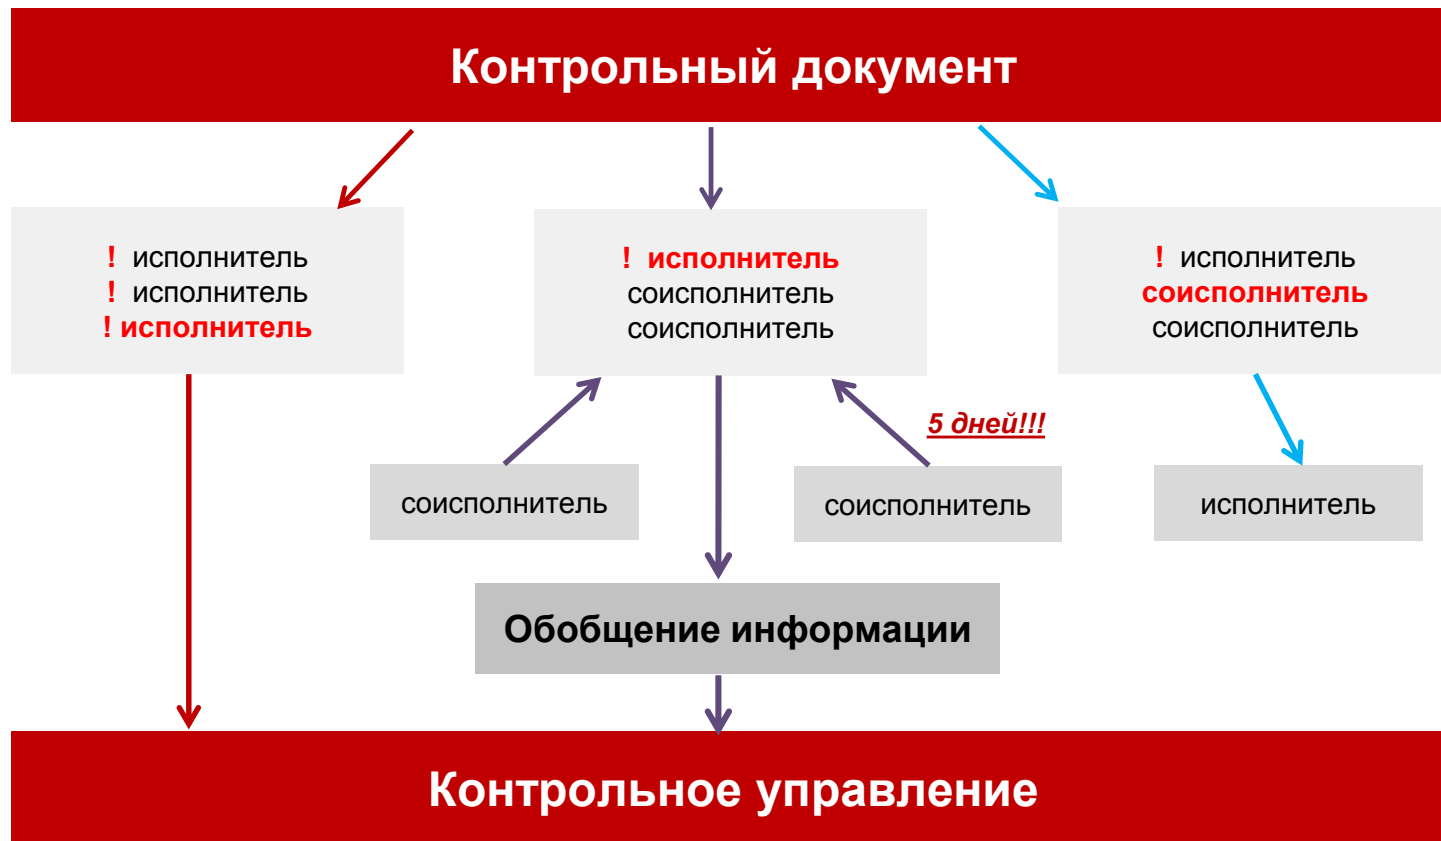 Контрольный документ
! исполнитель
! исполнитель
! исполнитель
! исполнитель
соисполнитель
соисполнитель
! исполнитель
соисполнитель
соисполнитель
5 дней!!!
соисполнитель
соисполнитель
исполнитель
Обобщение информации
Контрольное управление